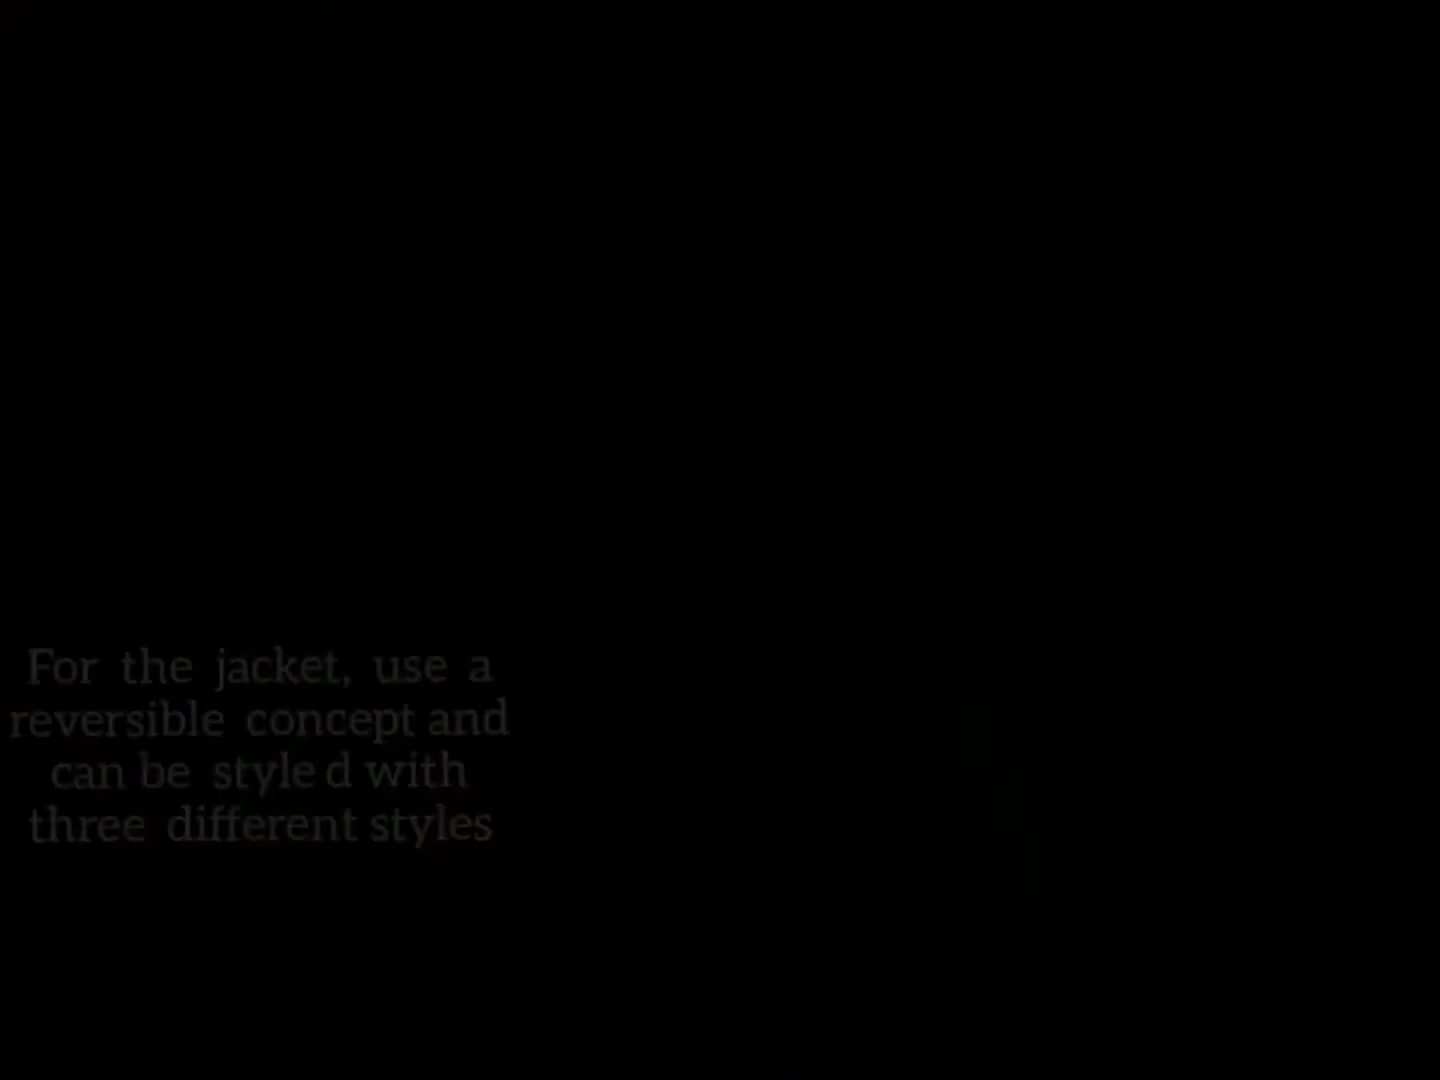 For the jacket, use a
reversible concept and
can be style d with
three different styles